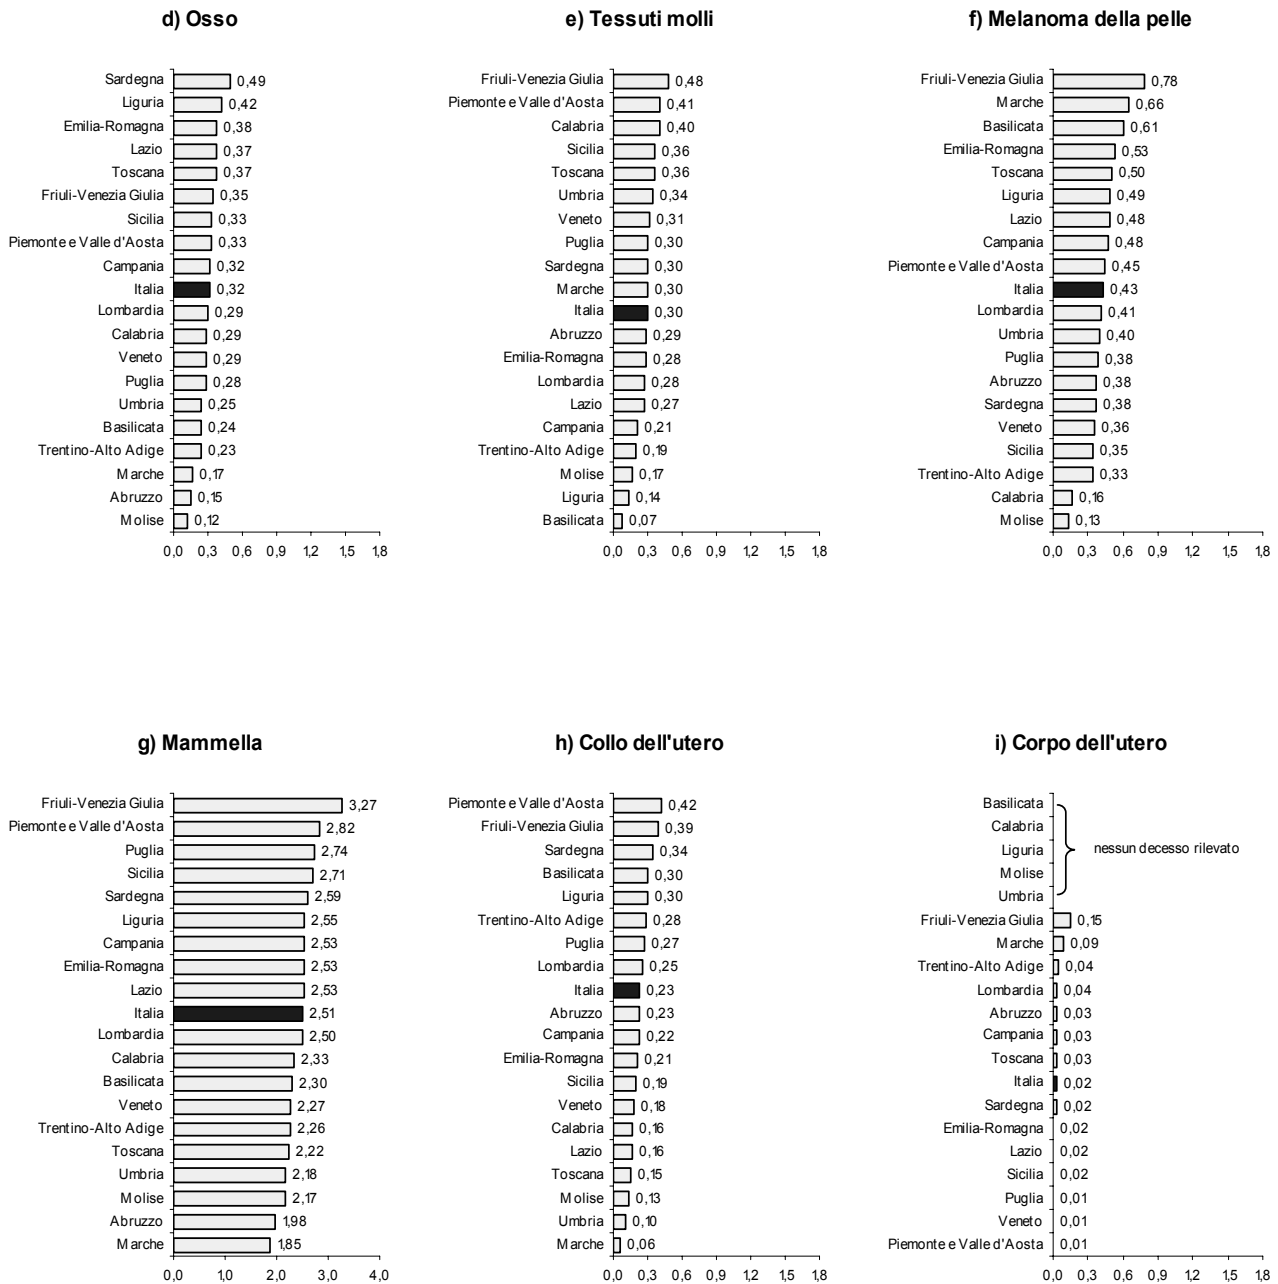 d) Osso
Sardegna 0,49
Liguria 0,42
Emilia-Romagna 0,38
Lazio 0,37
Toscana 0,37
Friuli-Venezia Giulia 0,35
Sicilia 0,33
Piemonte e Valle d'Aosta 0,33
Campania 0,32
Italia 0,32
Lombardia 0,29
Calabria 0,29
Veneto 0,29
Puglia 0,28
Umbria 0,25
Basilicata 0,24
Trentino-Alto Adige 0,23
Marche 0,17
Abruzzo 0,15
Molise 0,12
0,0 0,3 0,6 0,9 1,2 1,5 1,8
e) Tessuti molli
Friuli-Venezia Giulia 0,48
Piemonte e Valle d'Aosta 0,41
Calabria 0,40
Sicilia 0,36
Toscana 0,36
Umbria 0,34
Veneto 0,31
Puglia 0,30
Sardegna 0,30
Marche 0,30
Italia 0,30
Abruzzo 0,29
Emilia-Romagna 0,28
Lombardia 0,28
Lazio 0,27
Campania 0,21
Trentino-Alto Adige 0,19
Molise 0,17
Liguria 0,14
Basilicata 0,07
0,0 0,3 0,6 0,9 1,2 1,5 1,8
f) Melanoma della pelle
Friuli-Venezia Giulia 0,78
Marche 0,66
Basilicata 0,61
Emilia-Romagna 0,53
Toscana 0,50
Liguria 0,49
Lazio 0,48
Campania 0,48
Piemonte e Valle d'Aosta 0,45
Italia 0,43
Lombardia 0,41
Umbria 0,40
Puglia 0,38
Abruzzo 0,38
Sardegna 0,38
Veneto 0,36
Sicilia 0,35
Trentino-Alto Adige 0,33
Calabria 0,16
Molise 0,13
0,0 0,3 0,6 0,9 1,2 1,5 1,8
g) Mammella
Friuli-Venezia Giulia 3,27
Piemonte e Valle d'Aosta 2,82
Puglia 2,74
Sicilia 2,71
Sardegna 2,59
Liguria 2,55
Campania 2,53
Emilia-Romagna 2,53
Lazio 2,53
Italia 2,51
Lombardia 2,50
Calabria 2,33
Basilicata 2,30
Veneto 2,27
Trentino-Alto Adige 2,26
Toscana 2,22
Umbria 2,18
Molise 2,17
Abruzzo 1,98
Marche 1,85
0,0 1,0 2,0 3,0 4,0
h) Collo dell'utero
Piemonte e Valle d'Aosta 0,42
Friuli-Venezia Giulia 0,39
Sardegna 0,34
Basilicata 0,30
Liguria 0,30
Trentino-Alto Adige 0,28
Puglia 0,27
Lombardia 0,25
Italia 0,23
Abruzzo 0,23
Campania 0,22
Emilia-Romagna 0,21
Sicilia 0,19
Veneto 0,18
Calabria 0,16
Lazio 0,16
Toscana 0,15
Molise 0,13
Umbria 0,10
Marche 0,06
0,0 0,3 0,6 0,9 1,2 1,5 1,8
i) Corpo dell'utero
Basilicata
Calabria
Liguria nessun decesso rilevato
Molise
Umbria
Friuli-Venezia Giulia 0,15
Marche 0,09
Trentino-Alto Adige 0,04
Lombardia 0,04
Abruzzo 0,03
Campania 0,03
Toscana 0,03
Italia 0,02
Sardegna 0,02
Emilia-Romagna 0,02
Lazio 0,02
Sicilia 0,02
Puglia 0,01
Veneto 0,01
Piemonte e Valle d'Aosta 0,01
0,0 0,3 0,6 0,9 1,2 1,5 1,8